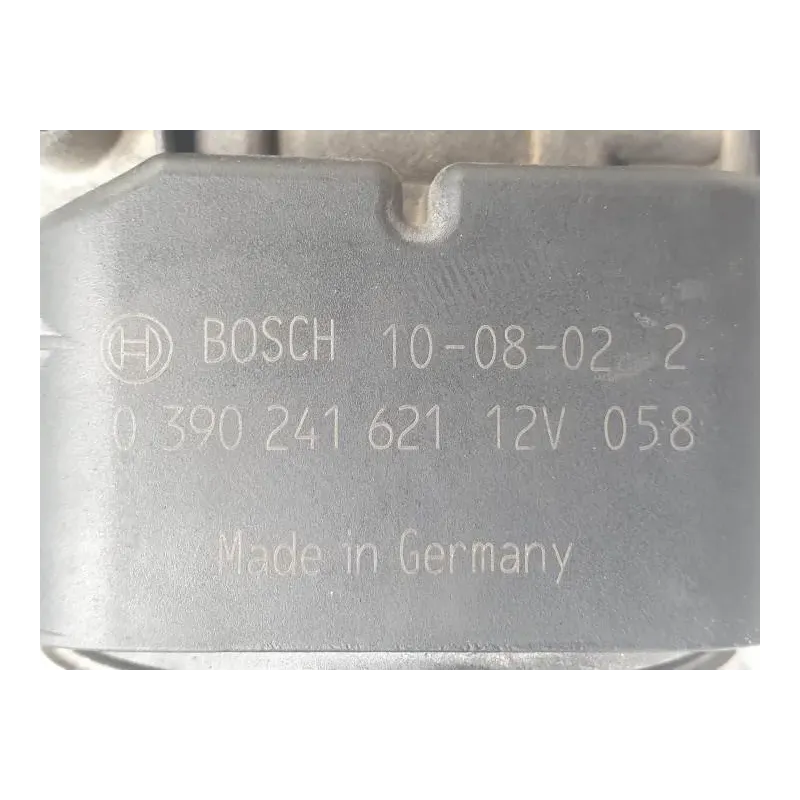 BOSCH 10-08-02 2
0 390 241 621 12V 058
Made in Germany